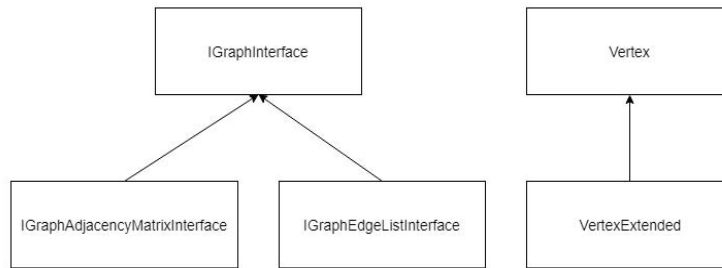 IGraphInterface
Vertex
IGraphAdjacencyMatrixInterface
IGraphEdgeListInterface
VertexExtended